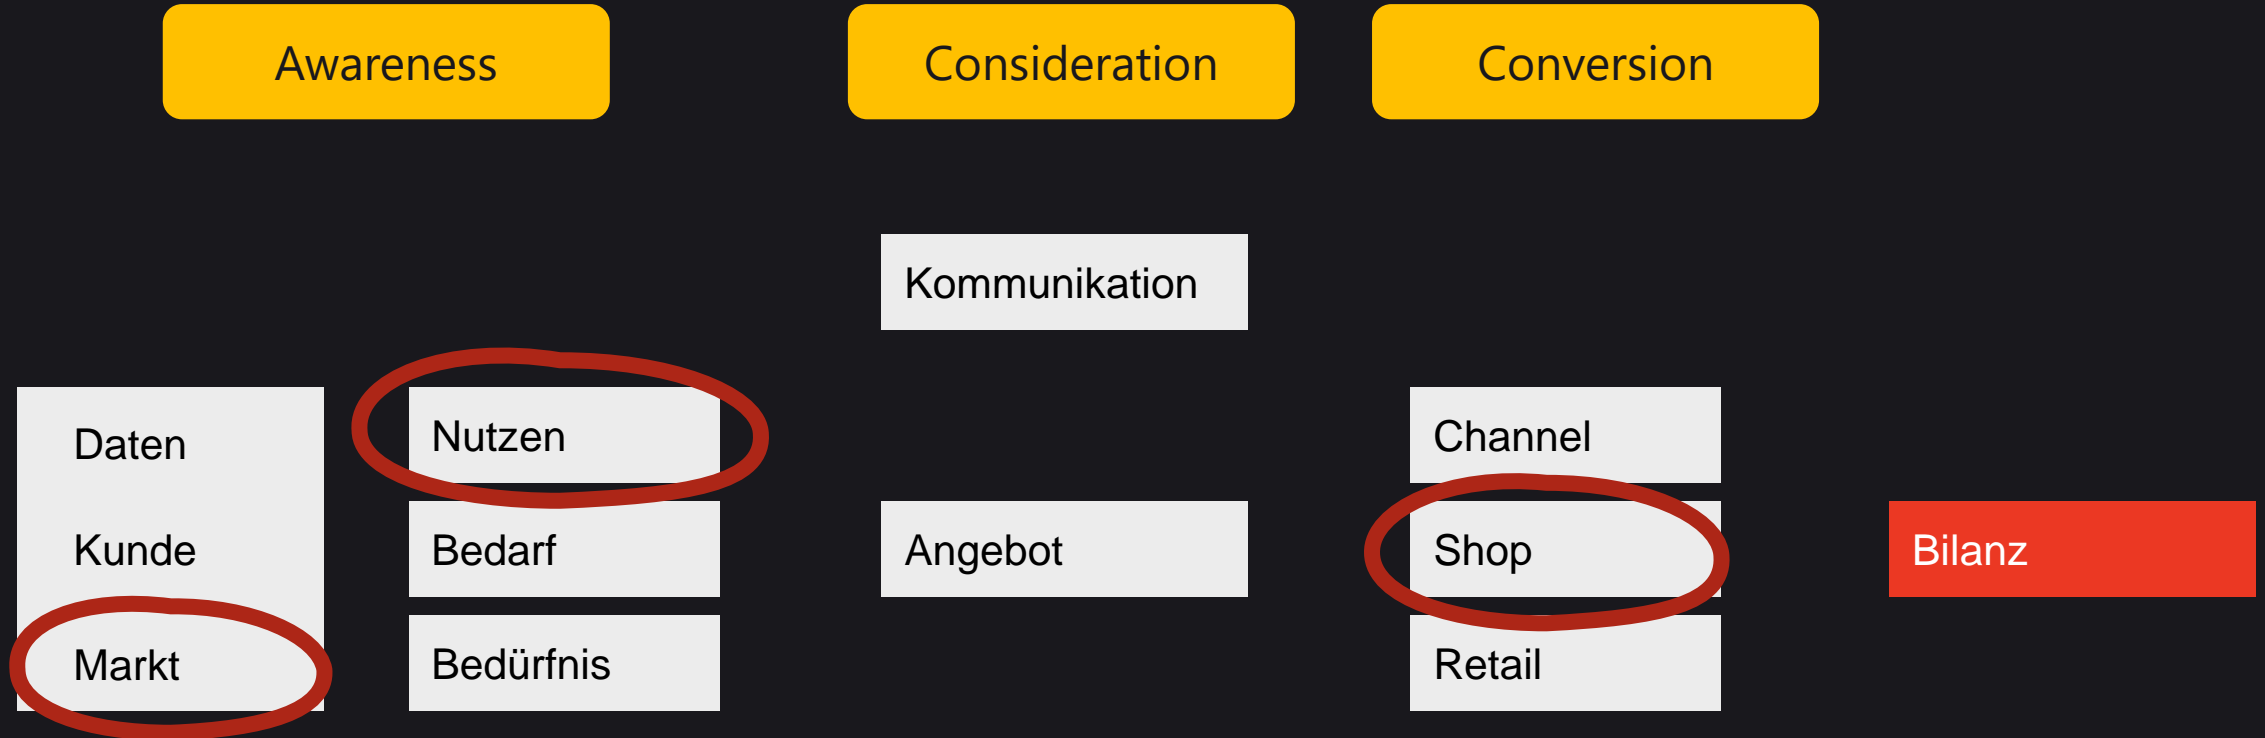 Awareness
Consideration
Conversion
Kommunikation
Daten
Kunde
Markt
Nutzen
Bedarf
Bedürfnis
Angebot
Channel
Shop
Retail
Bilanz